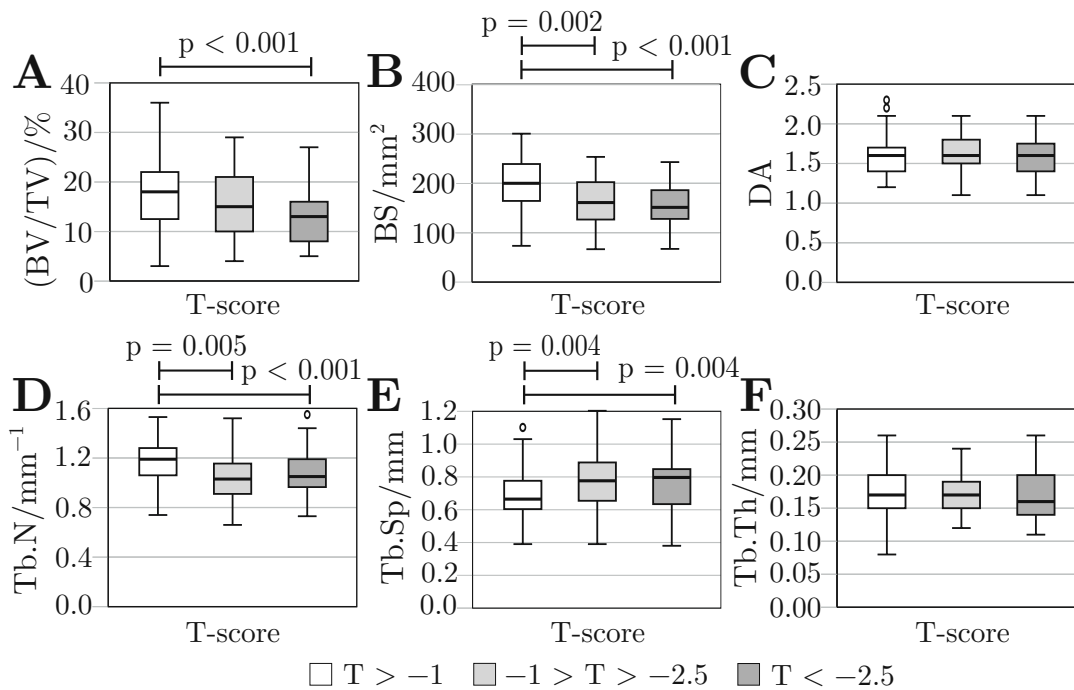 p = 0.002
p < 0.001
p < 0.001
A
B
C
(BV/TV)/%
40
30
20
10
0
T-score
BS/mm²
400
300
200
100
0
T-score
DA
2.5
2.0
1.5
1.0
0.5
0.0
T-score
p = 0.005
p < 0.001
p = 0.004
p = 0.004
D
E
F
Tb.N/mm⁻¹
1.6
1.2
0.8
0.4
0.0
T-score
Tb.Sp/mm
1.2
1.0
0.8
0.6
0.4
0.2
0.0
T-score
Tb.Th/mm
0.30
0.25
0.20
0.15
0.10
0.05
0.00
T-score
T > −1
−1 > T > −2.5
T < −2.5